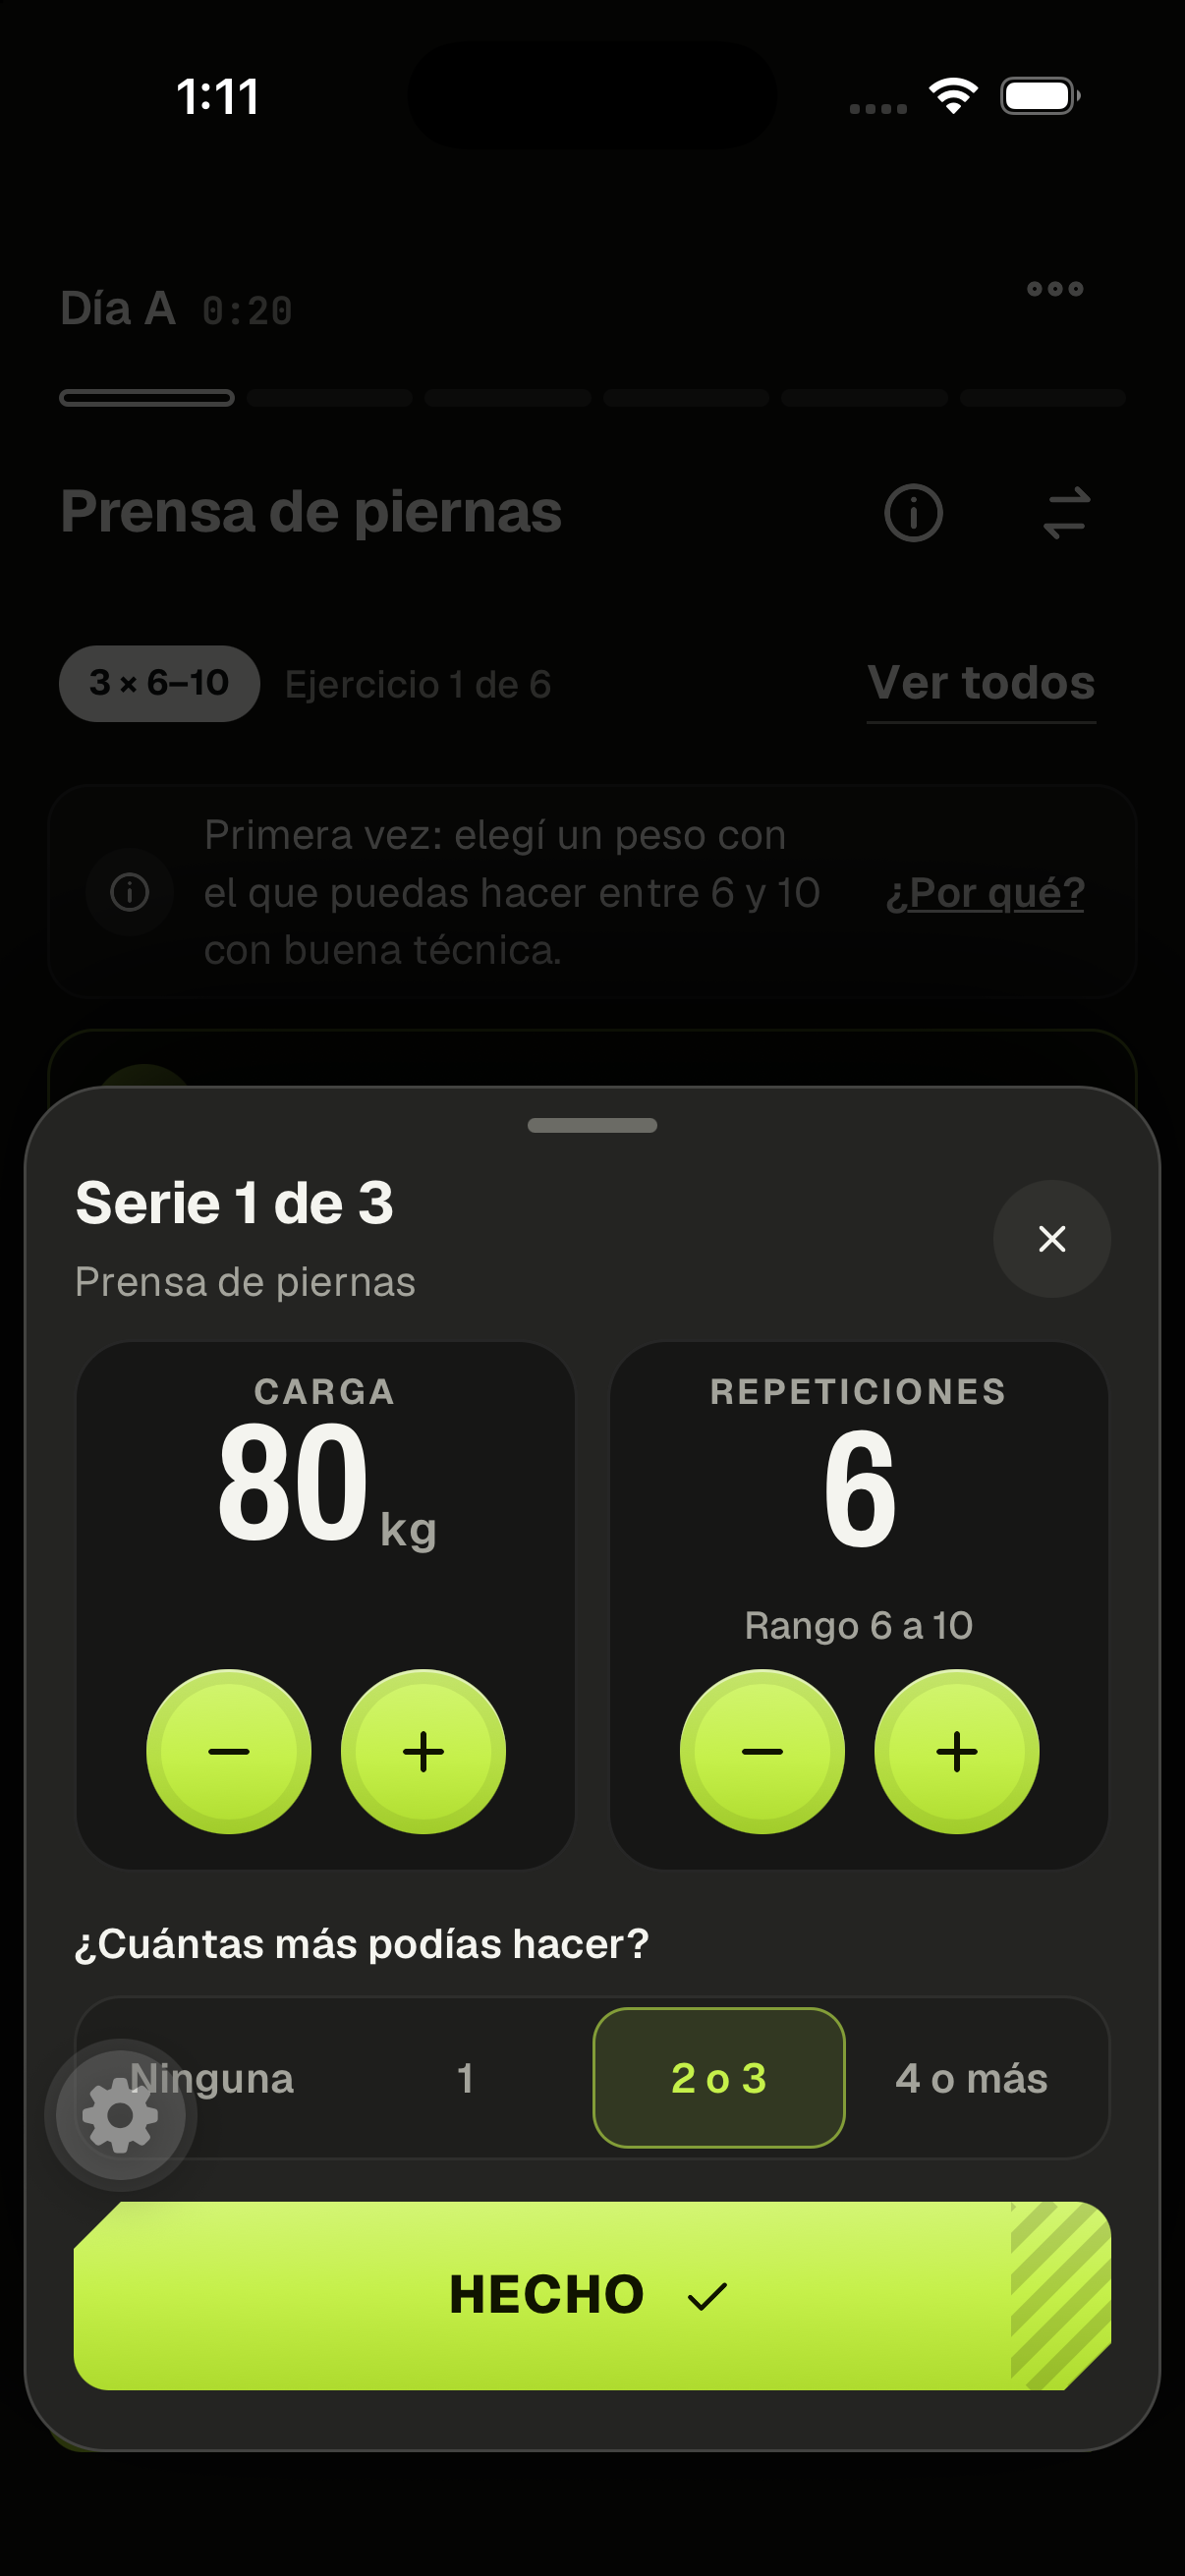 1:11
Día A 0:20
Prensa de piernas
3 × 6–10 Ejercicio 1 de 6 Ver todos
Primera vez: elegí un peso con
el que puedas hacer entre 6 y 10 ¿Por qué?
con buena técnica.
Serie 1 de 3
Prensa de piernas
CARGA REPETICIONES
80 kg 6
Rango 6 a 10
¿Cuántas más podías hacer?
Ninguna 1 2 o 3 4 o más
HECHO